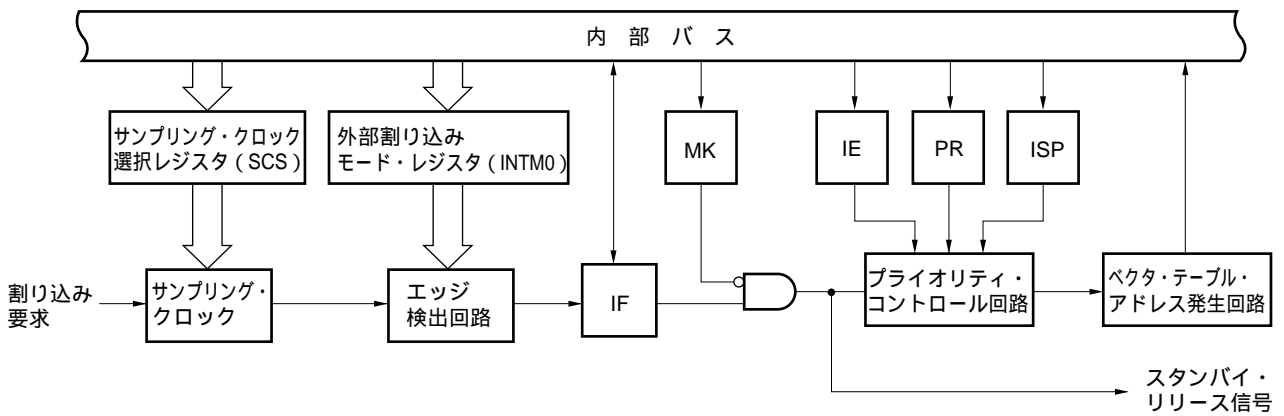 内 部 バ ス
サンプリング・クロック
選択レジスタ（SCS）
外部割り込み
モード・レジスタ（INTM0）
MK
IE
PR
ISP
割り込み
要求
サンプリング・
クロック
エッジ
検出回路
IF
プライオリティ・
コントロール回路
ベクタ・テーブル・
アドレス発生回路
スタンバイ・
リリース信号